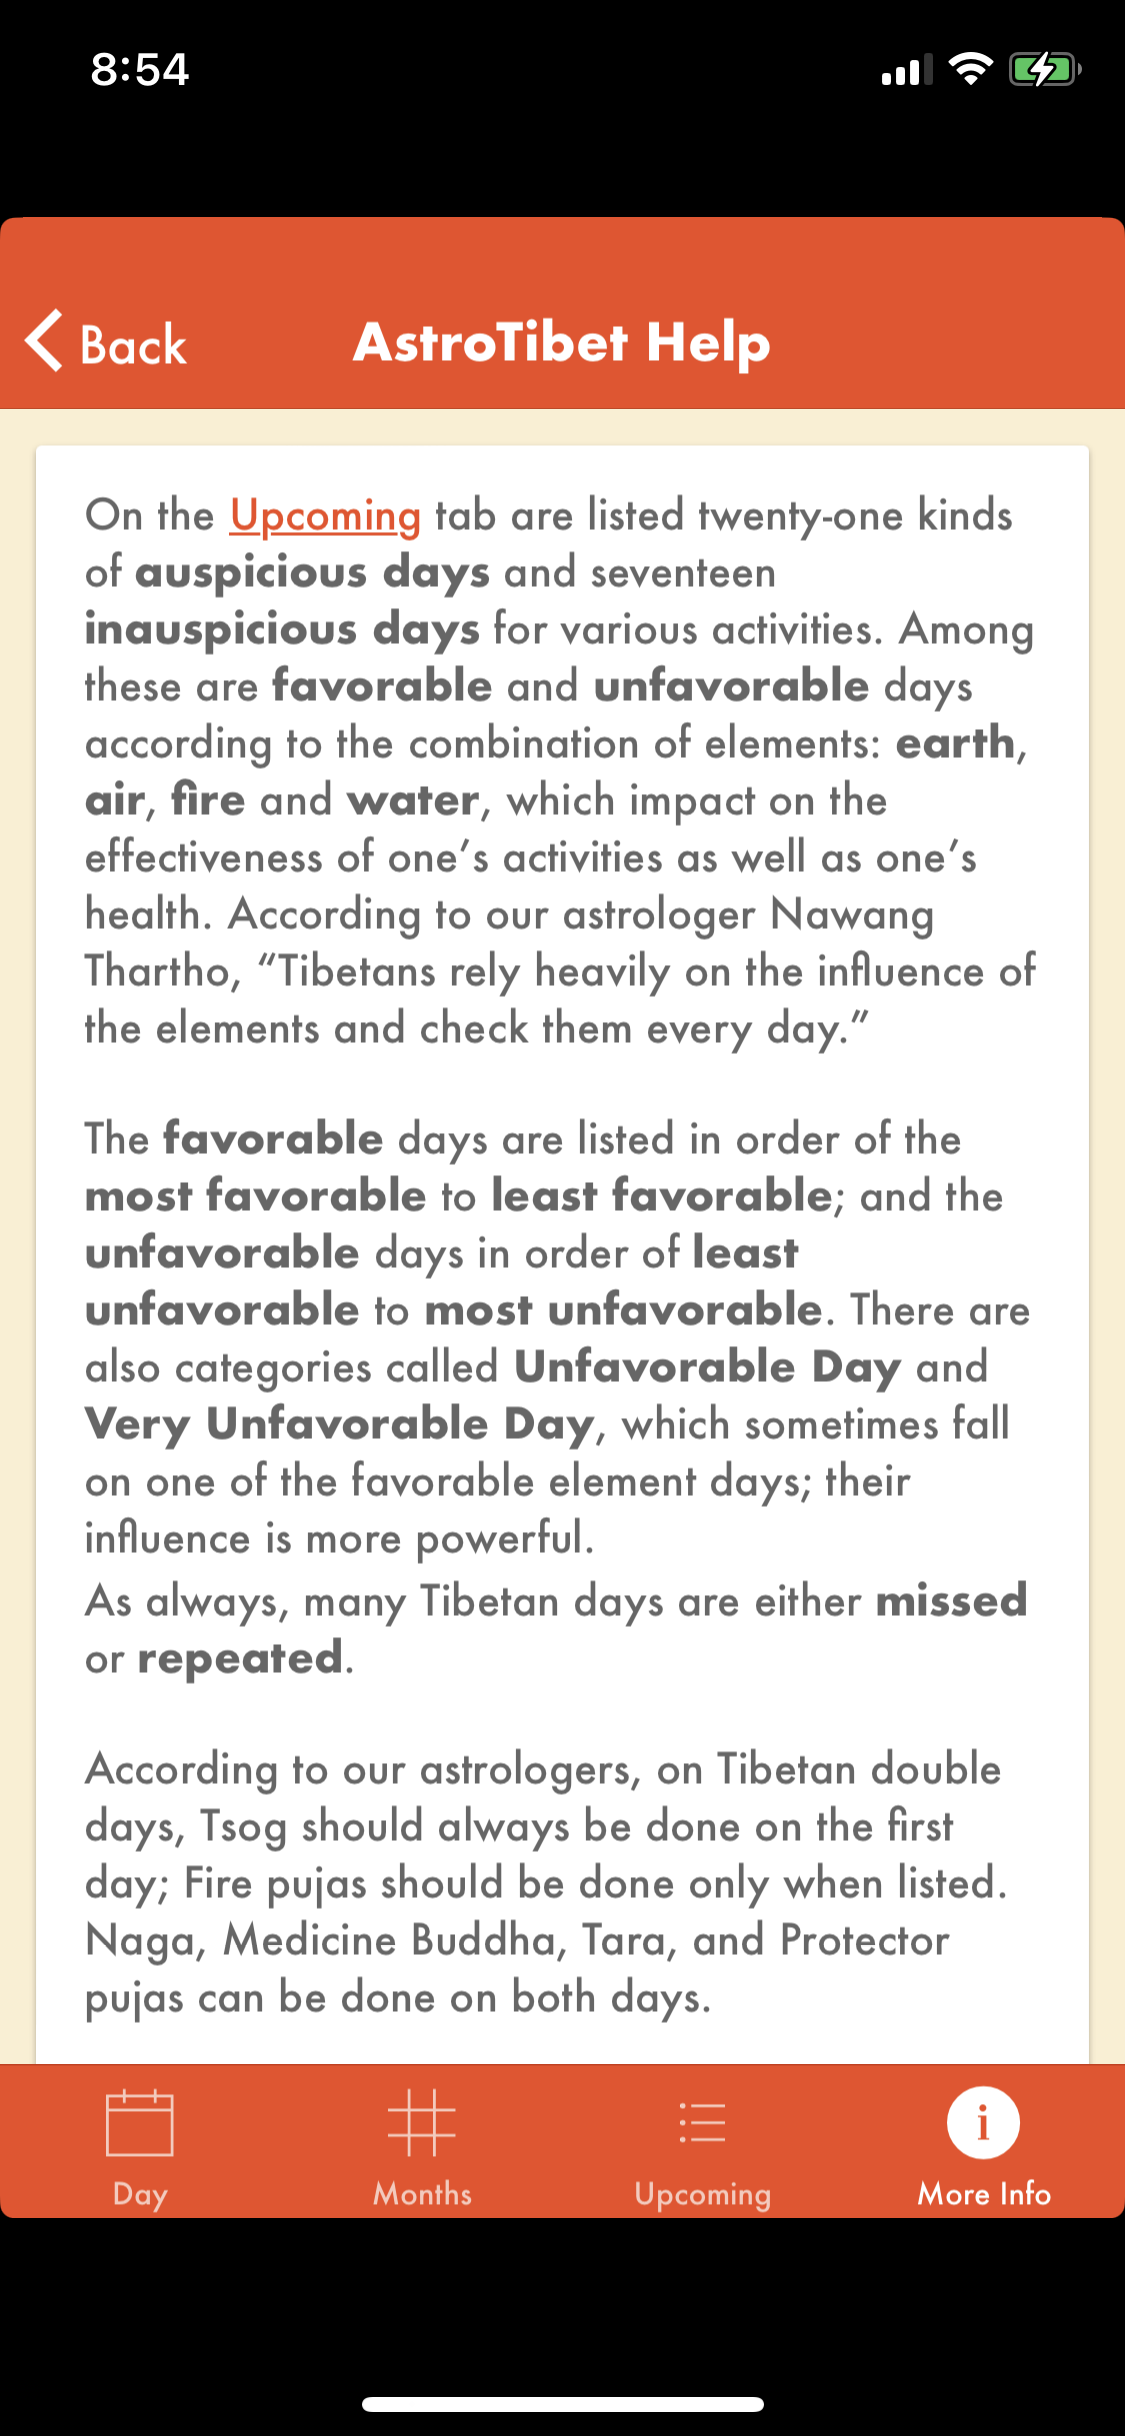 8:54
Back
AstroTibet Help
On the Upcoming tab are listed twenty-one kinds
of auspicious days and seventeen
inauspicious days for various activities. Among
these are favorable and unfavorable days
according to the combination of elements: earth,
air, fire and water, which impact on the
effectiveness of one’s activities as well as one’s
health. According to our astrologer Nawang
Thartho, “Tibetans rely heavily on the influence of
the elements and check them every day.”
The favorable days are listed in order of the
most favorable to least favorable; and the
unfavorable days in order of least
unfavorable to most unfavorable. There are
also categories called Unfavorable Day and
Very Unfavorable Day, which sometimes fall
on one of the favorable element days; their
influence is more powerful.
As always, many Tibetan days are either missed
or repeated.
According to our astrologers, on Tibetan double
days, Tsog should always be done on the first
day; Fire pujas should be done only when listed.
Naga, Medicine Buddha, Tara, and Protector
pujas can be done on both days.
Day
Months
Upcoming
More Info